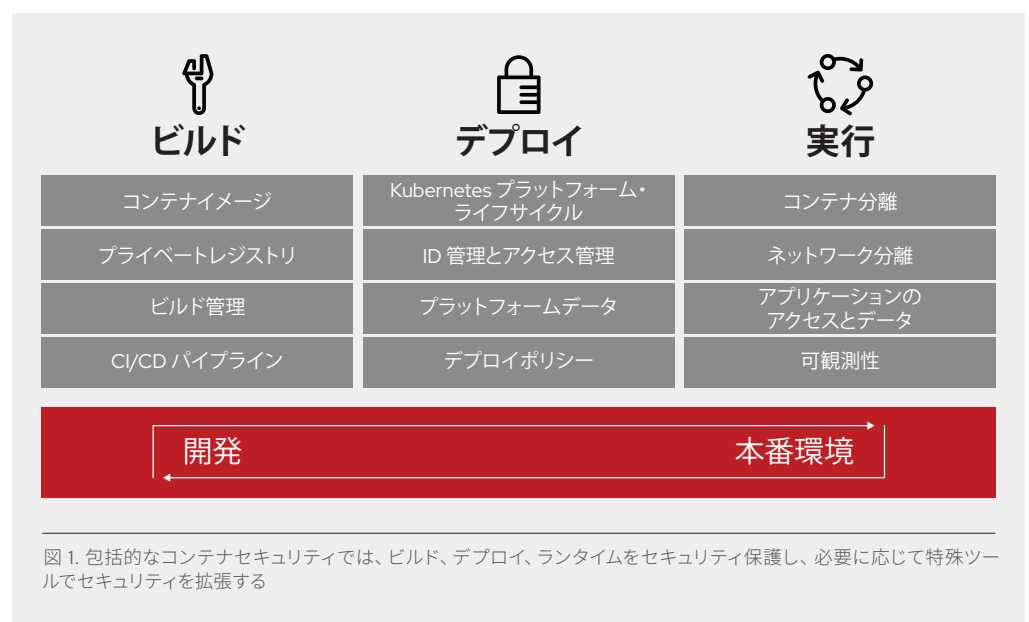 ビルド
デプロイ
実行
コンテナイメージ
Kubernetes プラットフォーム・
ライフサイクル
コンテナ分離
プライベートレジストリ
ID 管理とアクセス管理
ネットワーク分離
ビルド管理
プラットフォームデータ
アプリケーションの
アクセスとデータ
CI/CD パイプライン
デプロイポリシー
可観測性
開発
本番環境
図 1. 包括的なコンテナセキュリティでは、ビルド、デプロイ、ランタイムをセキュリティ保護し、必要に応じて特殊ツー
ルでセキュリティを拡張する